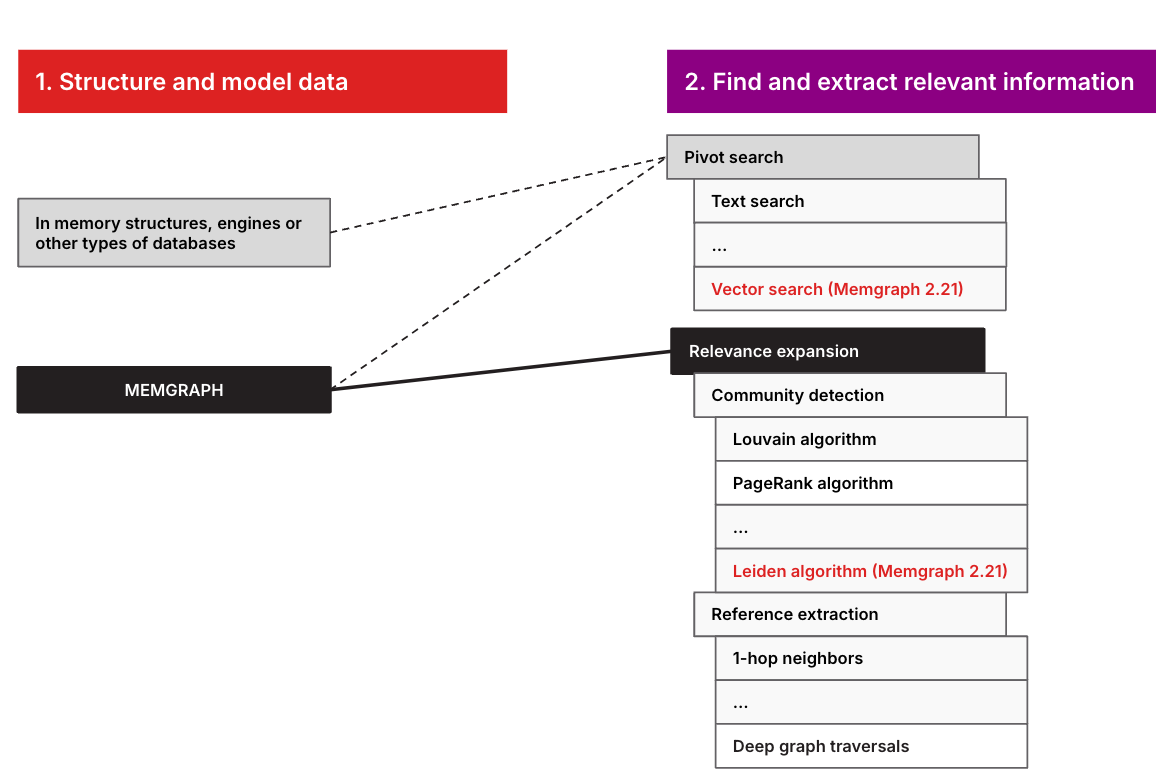 1. Structure and model data
2. Find and extract relevant information
In memory structures, engines or
other types of databases
MEMGRAPH
Pivot search
Text search
...
Vector search (Memgraph 2.21)
Relevance expansion
Community detection
Louvain algorithm
PageRank algorithm
...
Leiden algorithm (Memgraph 2.21)
Reference extraction
1-hop neighbors
...
Deep graph traversals